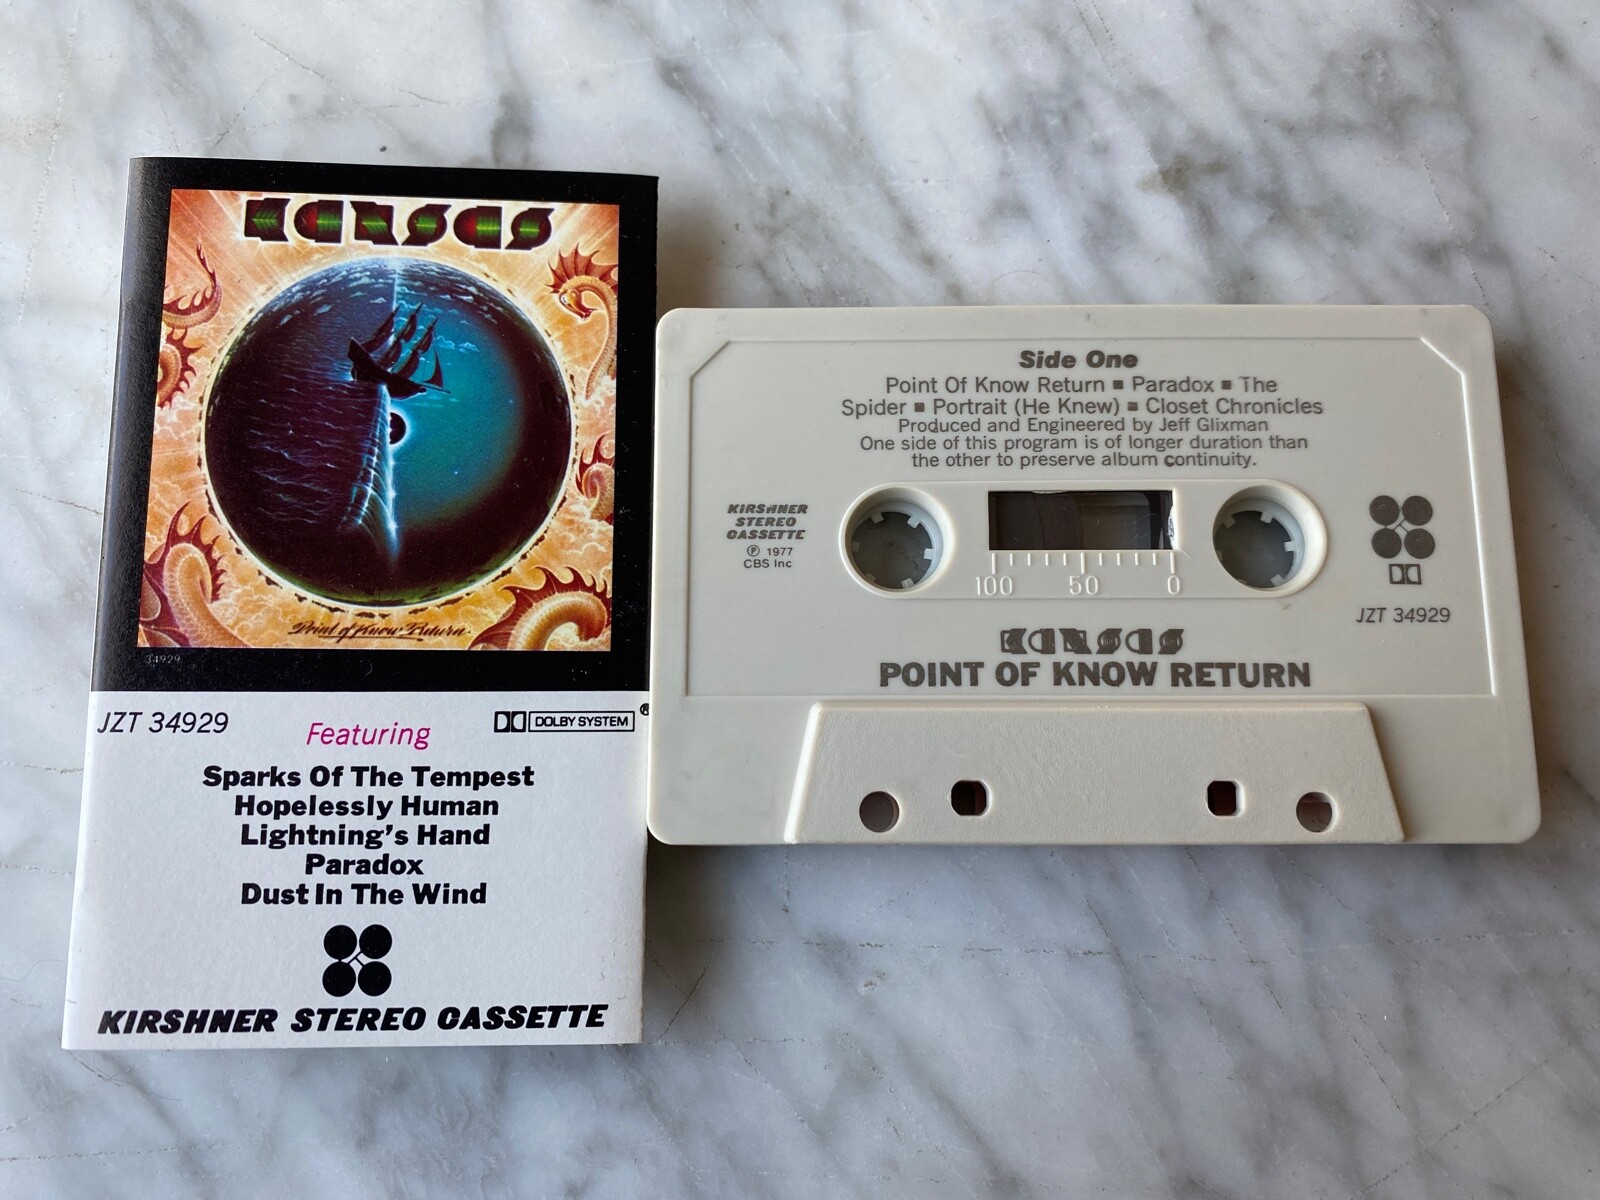 KANSAS
Point of Know Return
34929
JZT 34929
Featuring
DOLBY SYSTEM ®
Sparks Of The Tempest
Hopelessly Human
Lightning's Hand
Paradox
Dust In The Wind
KIRSHNER STEREO CASSETTE
Side One
Point Of Know Return ■ Paradox ■ The
Spider ■ Portrait (He Knew) ■ Closet Chronicles
Produced and Engineered by Jeff Glixman
One side of this program is of longer duration than
the other to preserve album continuity.
KIRSHNER
STEREO
CASSETTE
℗ 1977
CBS Inc
100 50 0
JZT 34929
KANSAS
POINT OF KNOW RETURN